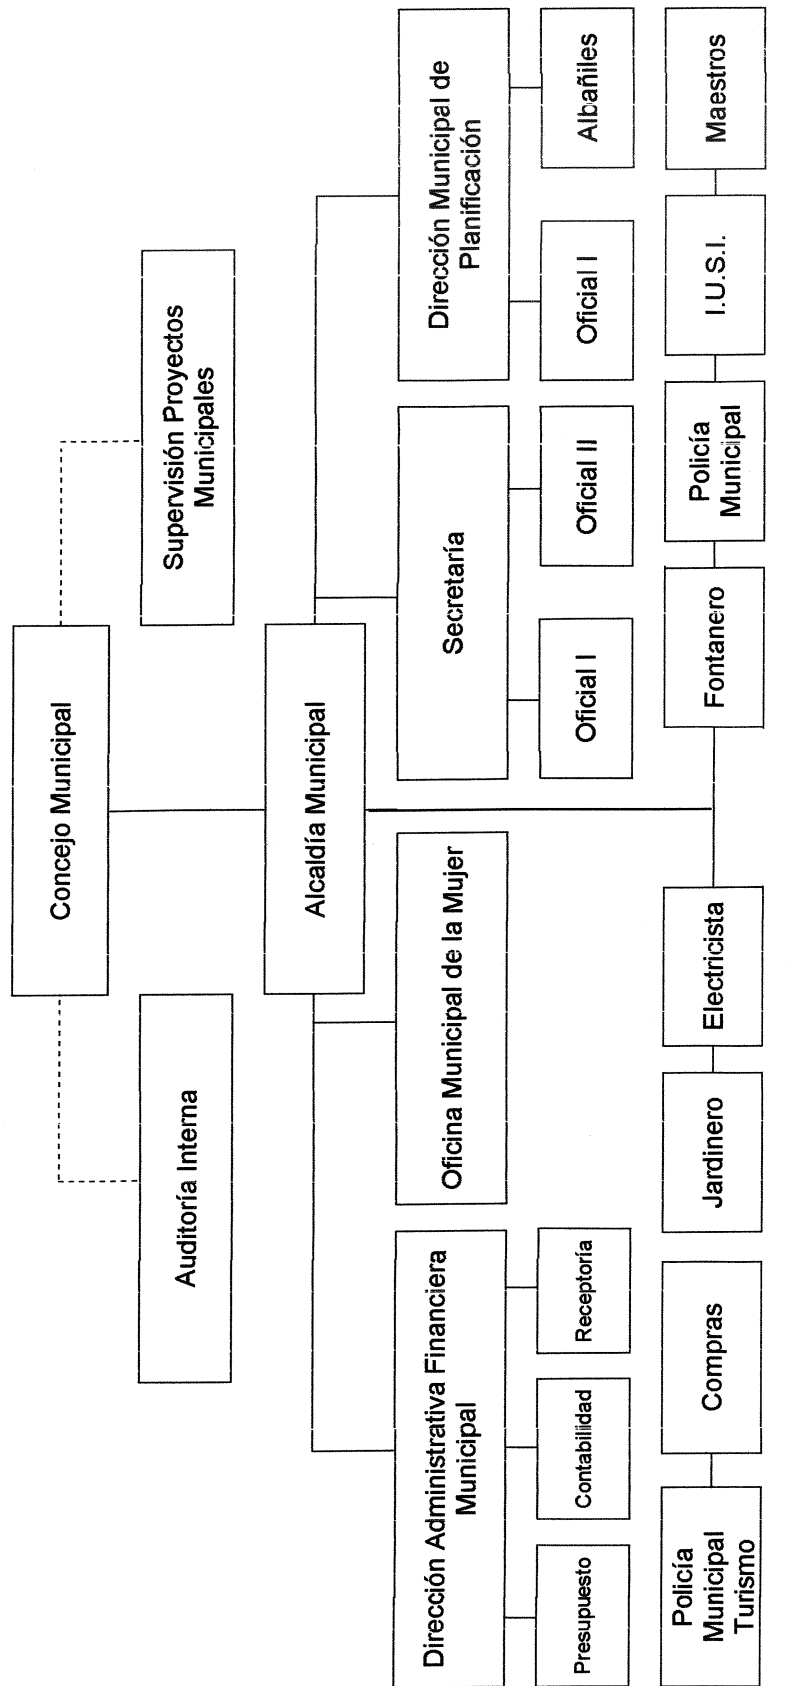 Concejo Municipal
Auditoría Interna
Supervisión Proyectos
Municipales
Alcaldía Municipal
Dirección Administrativa Financiera
Municipal
Oficina Municipal de la Mujer
Secretaría
Dirección Municipal de
Planificación
Presupuesto
Contabilidad
Receptoría
Oficial I
Oficial II
Oficial I
Albañiles
Policía
Municipal
Turismo
Compras
Jardinero
Electricista
Fontanero
Policía
Municipal
I.U.S.I.
Maestros